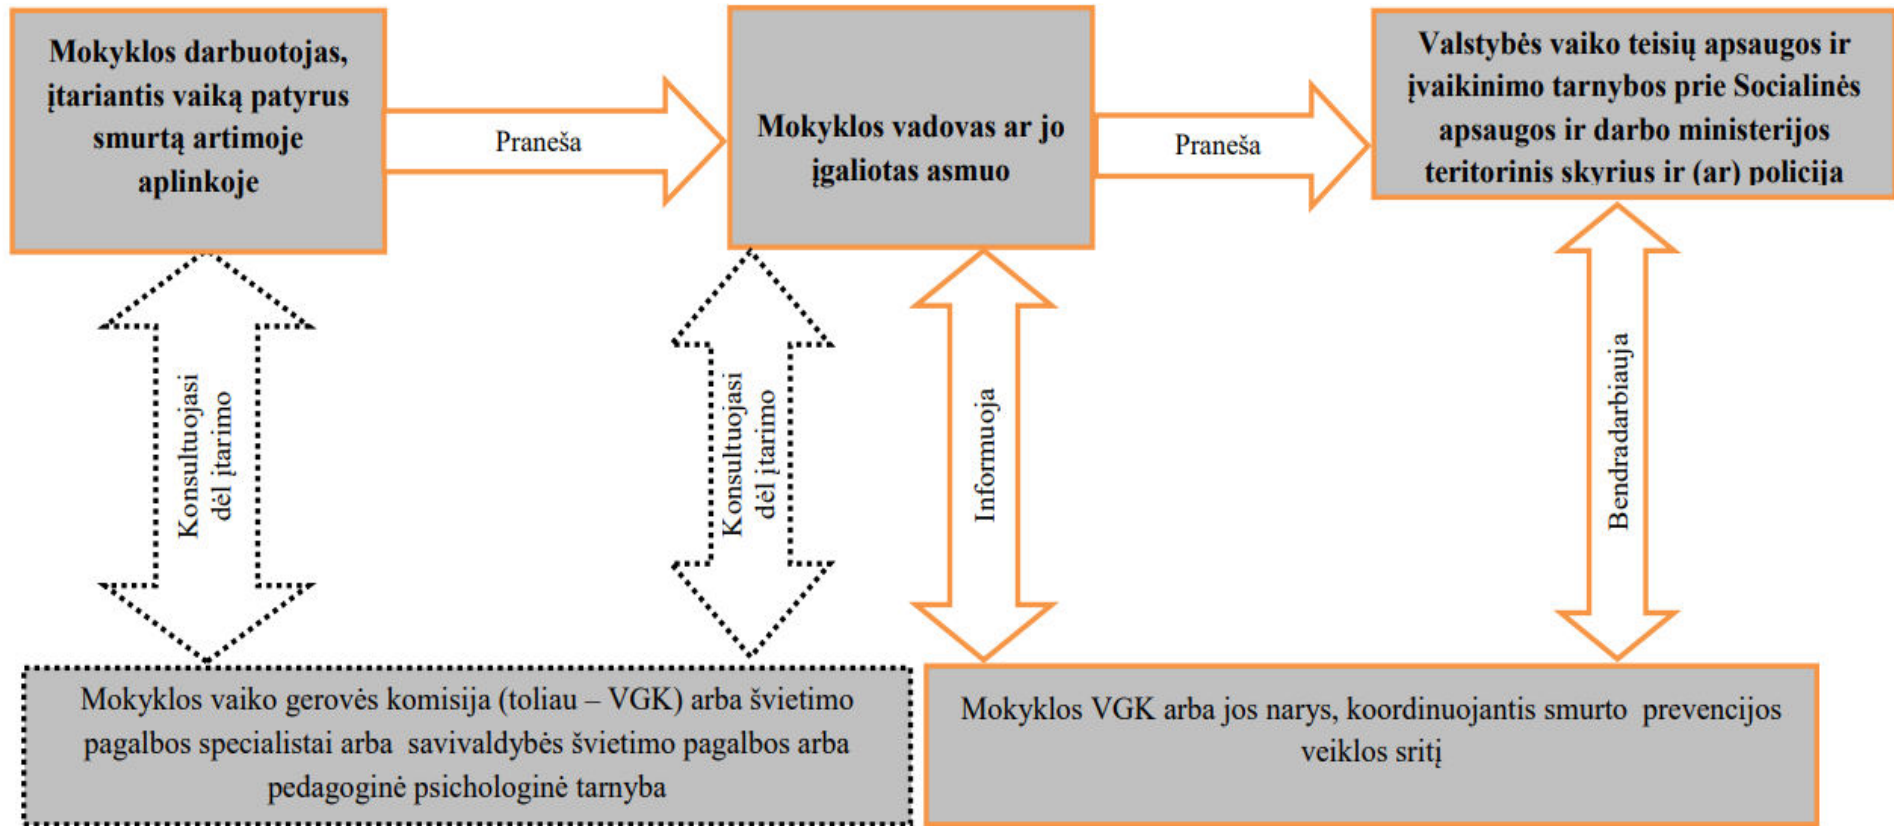 Mokyklos darbuotojas,
įtariantis vaiką patyrus
smurtą artimoje
aplinkoje
Praneša
Mokyklos vadovas ar jo
įgaliotas asmuo
Praneša
Valstybės vaiko teisių apsaugos ir
įvaikinimo tarnybos prie Socialinės
apsaugos ir darbo ministerijos
teritorinis skyrius ir (ar) policija
Konsultuojasi
dėl įtarimo
Konsultuojasi
dėl įtarimo
Informuoja
Bendradarbiauja
Mokyklos vaiko gerovės komisija (toliau – VGK) arba švietimo
pagalbos specialistai arba savivaldybės švietimo pagalbos arba
pedagoginė psichologinė tarnyba
Mokyklos VGK arba jos narys, koordinuojantis smurto prevencijos
veiklos sritį